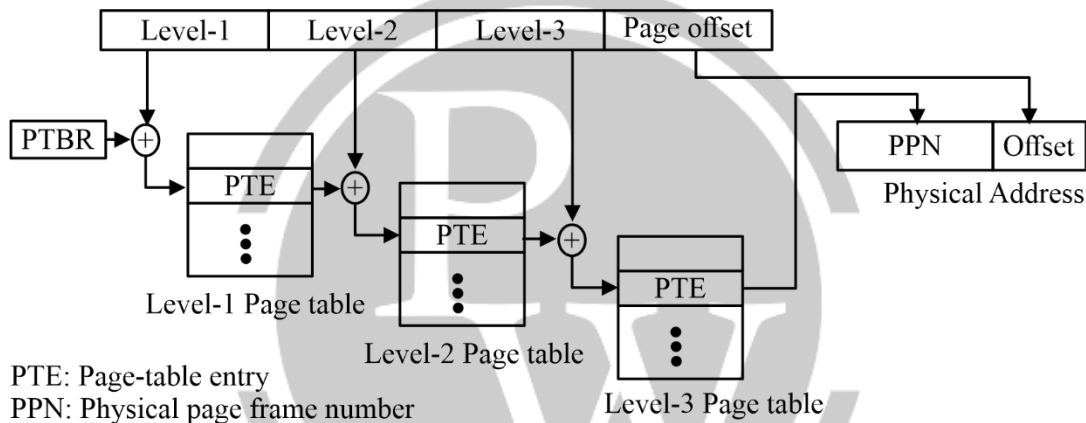 Level-1 Level-2 Level-3 Page offset
PTBR + PTE + PTE + PTE PPN Offset
Physical Address
Level-1 Page table
Level-2 Page table
Level-3 Page table
PTE: Page-table entry
PPN: Physical page frame number
PW